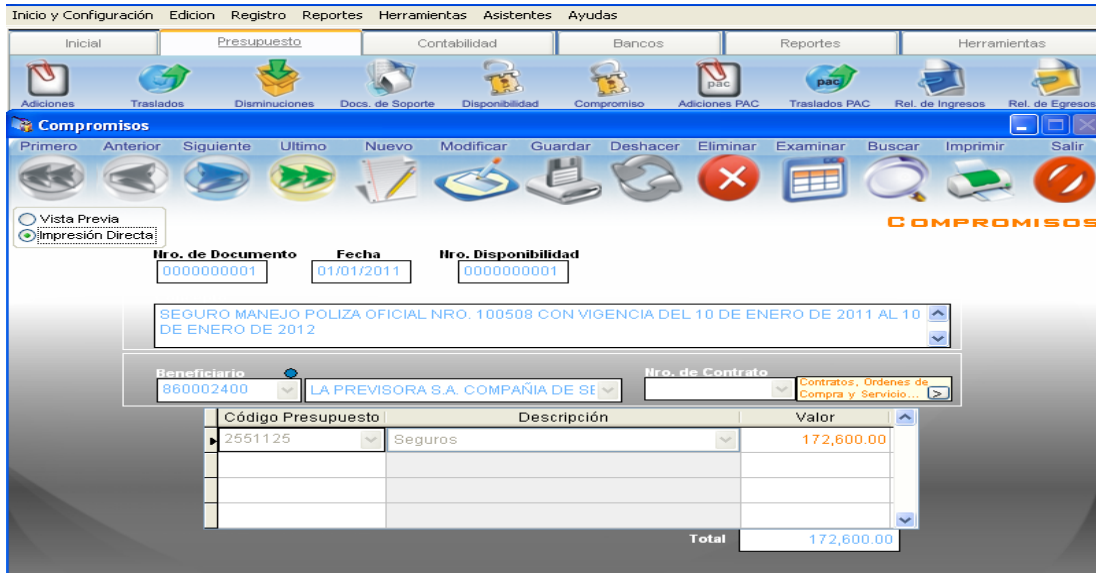 Inicio y Configuración Edicion Registro Reportes Herramientas Asistentes Ayudas
Inicial Presupuesto Contabilidad Bancos Reportes Herramientas
pac pac
Adiciones Traslados Disminuciones Docs. de Soporte Disponibilidad Compromiso Adiciones PAC Traslados PAC Rel. de Ingresos Rel. de Egresos
Compromisos
Primero Anterior Siguiente Ultimo Nuevo Modificar Guardar Deshacer Eliminar Examinar Buscar Imprimir Salir
Vista Previa
COMPROMISOS
Impresión Directa
Nro. de Documento Fecha Nro. Disponibilidad
0000000001 01/01/2011 0000000001
SEGURO MANEJO POLIZA OFICIAL NRO. 100508 CON VIGENCIA DEL 10 DE ENERO DE 2011 AL 10
DE ENERO DE 2012
Beneficiario Nro. de Contrato
860002400 LA PREVISORA S.A. COMPAÑIA DE SE
Contratos, Ordenes de
Compra y Servicio... >
Código Presupuesto Descripción Valor
2551125 Seguros 172,600.00
Total 172,600.00